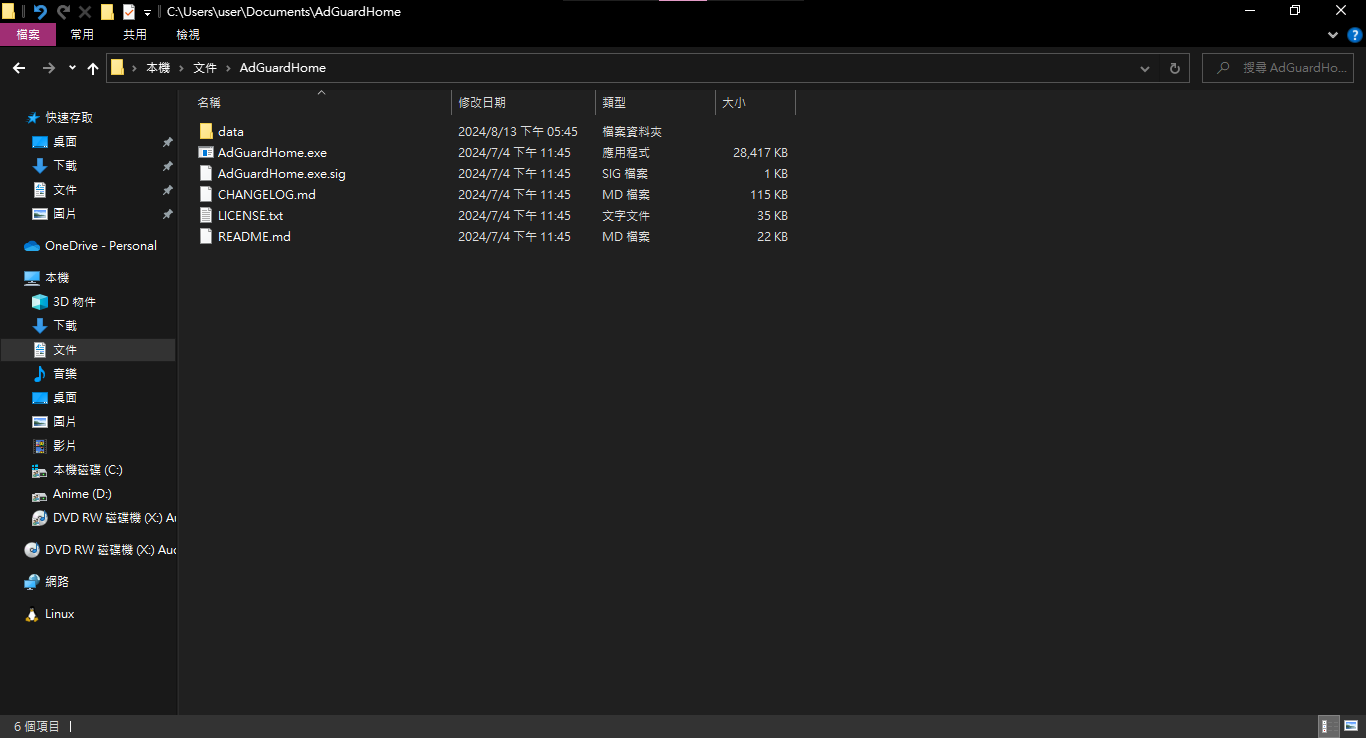 C:\Users\user\Documents\AdGuardHome
檔案 常用 共用 檢視
本機 文件 AdGuardHome 搜尋 AdGuardHo...
名稱 修改日期 類型 大小
快速存取
桌面
下載
文件
圖片
OneDrive - Personal
本機
3D 物件
下載
文件
音樂
桌面
圖片
影片
本機磁碟 (C:)
Anime (D:)
DVD RW 磁碟機 (X:) Au
DVD RW 磁碟機 (X:) Aud
網路
Linux
data 2024/8/13 下午 05:45 檔案資料夾
AdGuardHome.exe 2024/7/4 下午 11:45 應用程式 28,417 KB
AdGuardHome.exe.sig 2024/7/4 下午 11:45 SIG 檔案 1 KB
CHANGELOG.md 2024/7/4 下午 11:45 MD 檔案 115 KB
LICENSE.txt 2024/7/4 下午 11:45 文字文件 35 KB
README.md 2024/7/4 下午 11:45 MD 檔案 22 KB
6 個項目